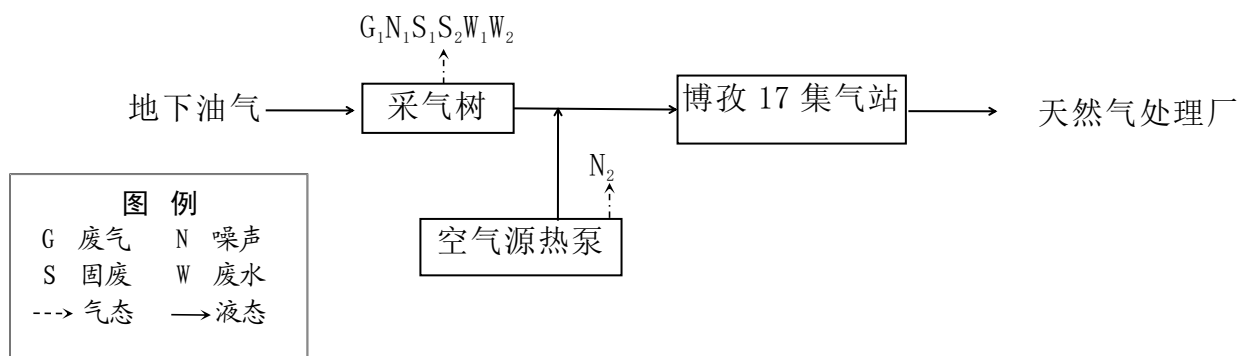 G₁N₁S₁S₂W₁W₂
地下油气
采气树
博孜 17 集气站
天然气处理厂
N₂
空气源热泵
图 例
G 废气 N 噪声
S 固废 W 废水
气态 液态